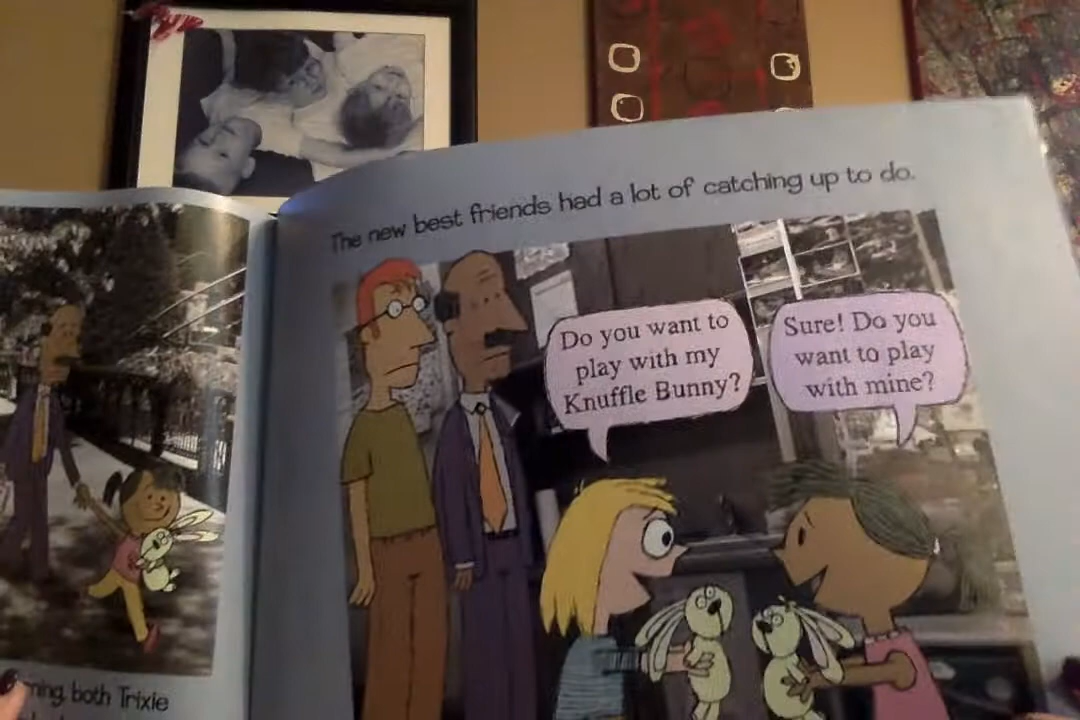 ning, both Trixie
The new best friends had a lot of catching up to do.
Do you want to
play with my
Knuffle Bunny?
Sure! Do you
want to play
with mine?